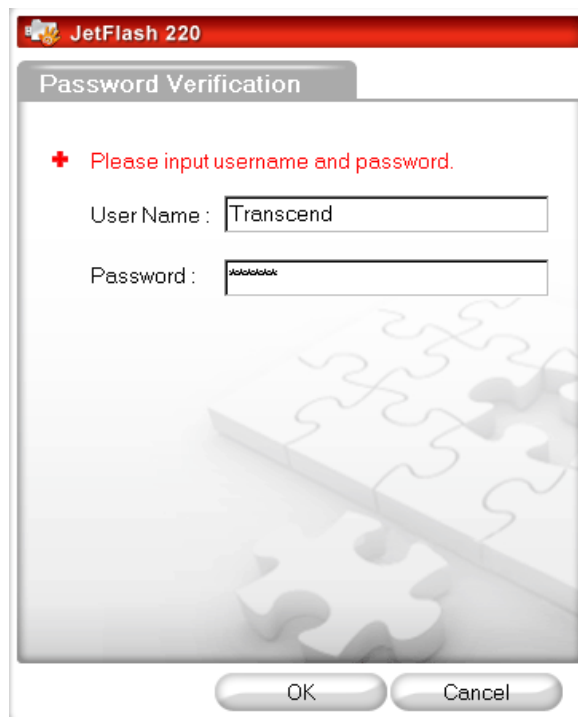 JetFlash 220
Password Verification
Please input username and password.
User Name : Transcend
Password : *******
OK Cancel